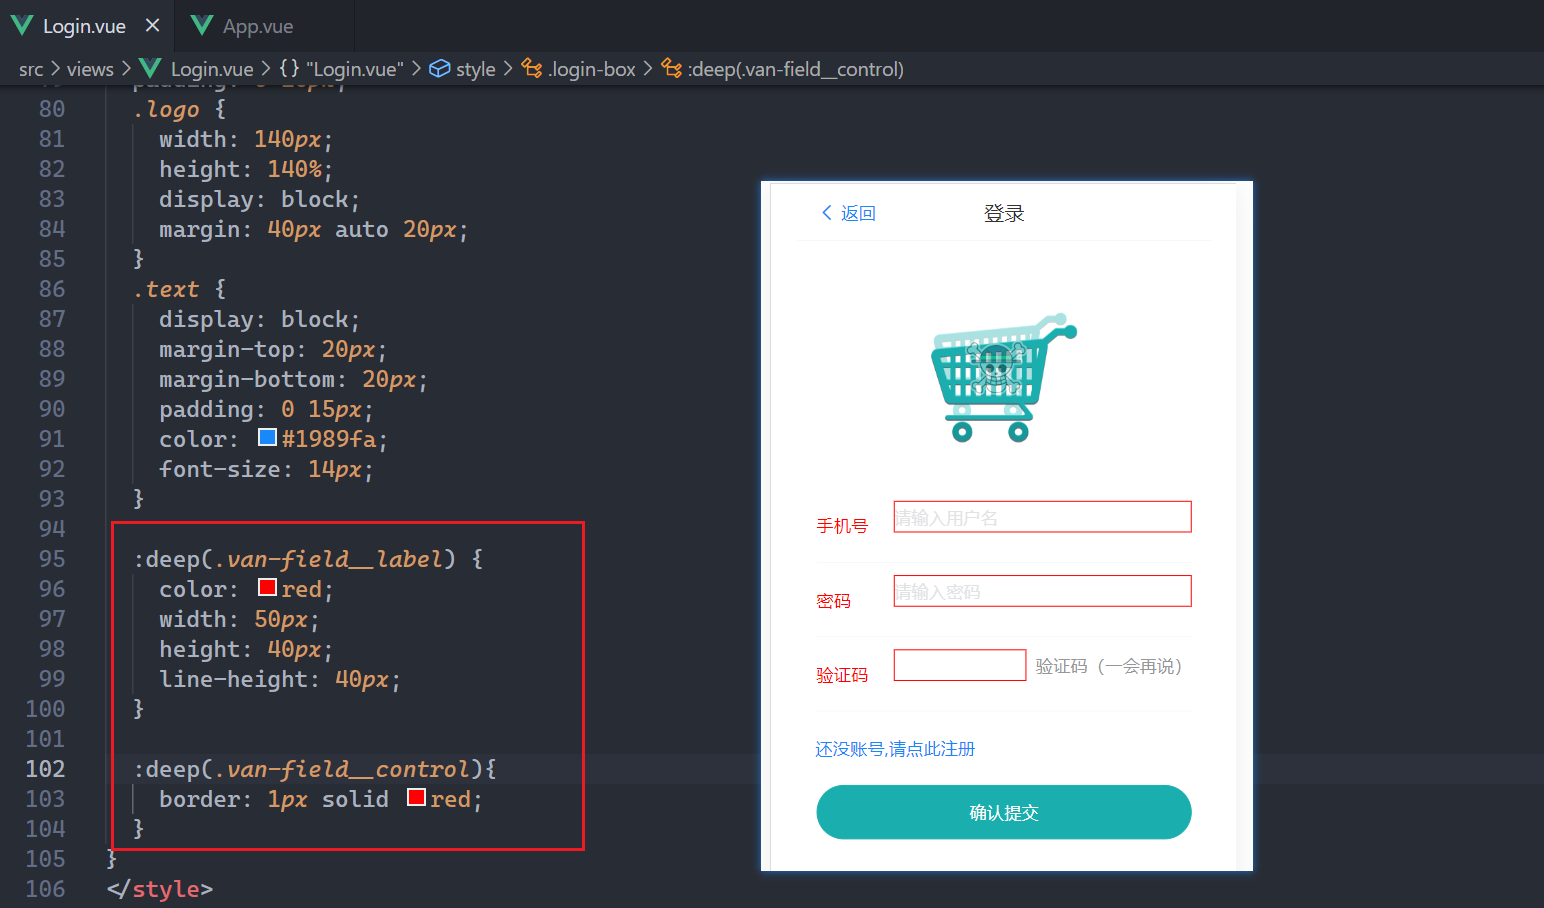 Login.vue
App.vue
src > views > Login.vue > {} "Login.vue" > style > .login-box > :deep(.van-field__control)
80 .logo {
81 width: 140px;
82 height: 140%;
83 display: block;
84 margin: 40px auto 20px;
85 }
86 .text {
87 display: block;
88 margin-top: 20px;
89 margin-bottom: 20px;
90 padding: 0 15px;
91 color: #1989fa;
92 font-size: 14px;
93 }
94
95 :deep(.van-field__label) {
96 color: red;
97 width: 50px;
98 height: 40px;
99 line-height: 40px;
100 }
101
102 :deep(.van-field__control){
103 border: 1px solid red;
104 }
105 }
106 </style>
返回
登录
手机号 请输入用户名
密码 请输入密码
验证码 验证码（一会再说）
还没账号,请点此注册
确认提交